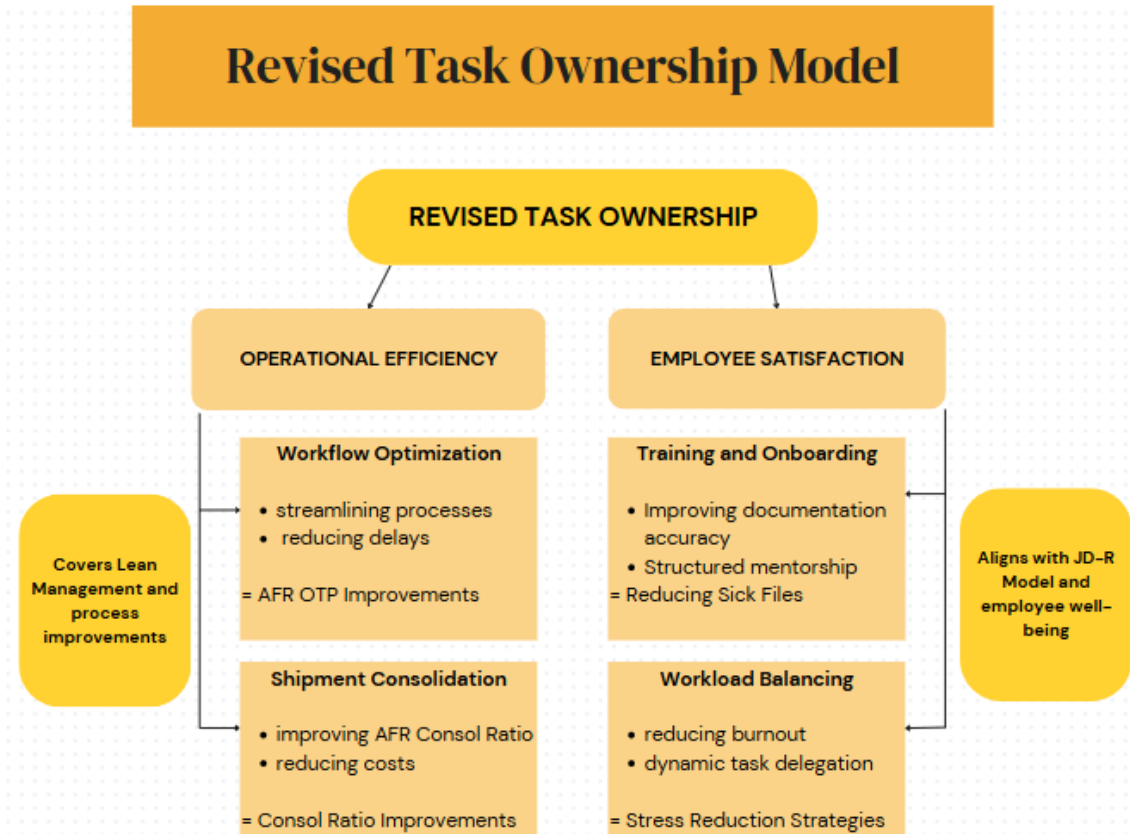 Revised Task Ownership Model
REVISED TASK OWNERSHIP
OPERATIONAL EFFICIENCY
EMPLOYEE SATISFACTION
Covers Lean
Management and
process
improvements
Workflow Optimization
• streamlining processes
• reducing delays
= AFR OTP Improvements
Shipment Consolidation
• improving AFR Consol Ratio
• reducing costs
= Consol Ratio Improvements
Training and Onboarding
• Improving documentation
accuracy
• Structured mentorship
= Reducing Sick Files
Workload Balancing
• reducing burnout
• dynamic task delegation
= Stress Reduction Strategies
Aligns with JD-R
Model and
employee well-
being